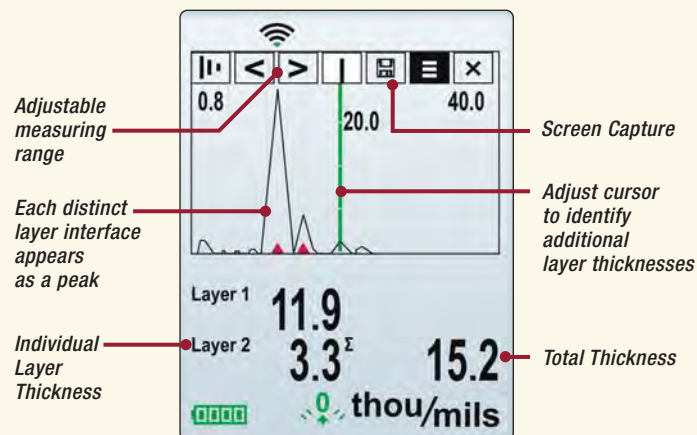 < > | ×
0.8
20.0
40.0
Adjustable
measuring
range
Screen Capture
Each distinct
layer interface
appears
as a peak
Adjust cursor
to identify
additional
layer thicknesses
Layer 1 11.9
Individual
Layer
Thickness
Layer 2 3.3 Σ 15.2
Total Thickness
0
thou/mils